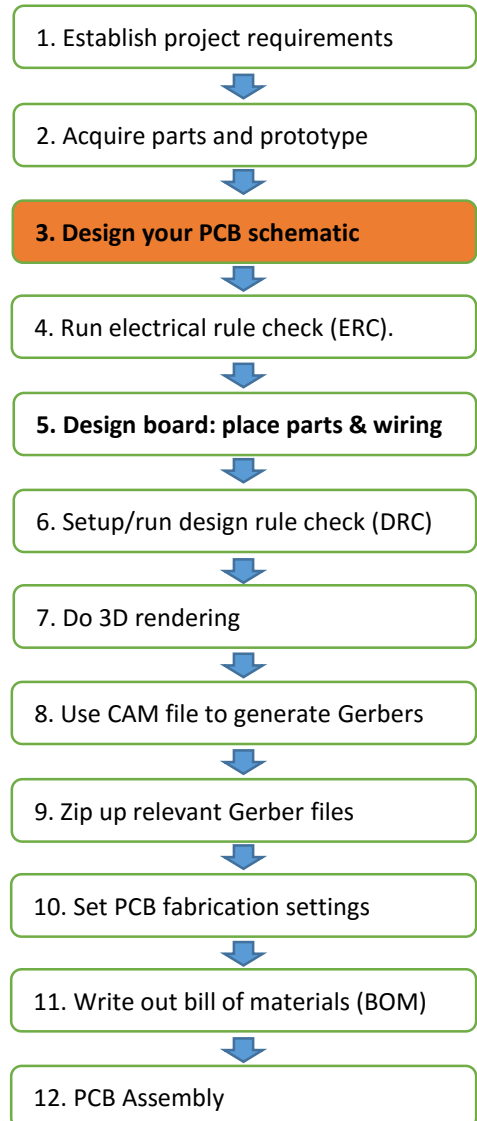 1. Establish project requirements
2. Acquire parts and prototype
3. Design your PCB schematic
4. Run electrical rule check (ERC).
5. Design board: place parts & wiring
6. Setup/run design rule check (DRC)
7. Do 3D rendering
8. Use CAM file to generate Gerbers
9. Zip up relevant Gerber files
10. Set PCB fabrication settings
11. Write out bill of materials (BOM)
12. PCB Assembly